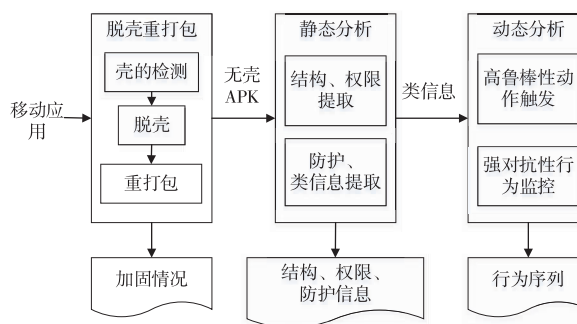 脱壳重打包
壳的检测
脱壳
重打包
移动应
用
无壳
APK
静态分析
结构、权限
提取
防护、
类信息提取
类信息
动态分析
高鲁棒性动
作触发
强对抗性行
为监控
加固情况
结构、权限、
防护信息
行为序列